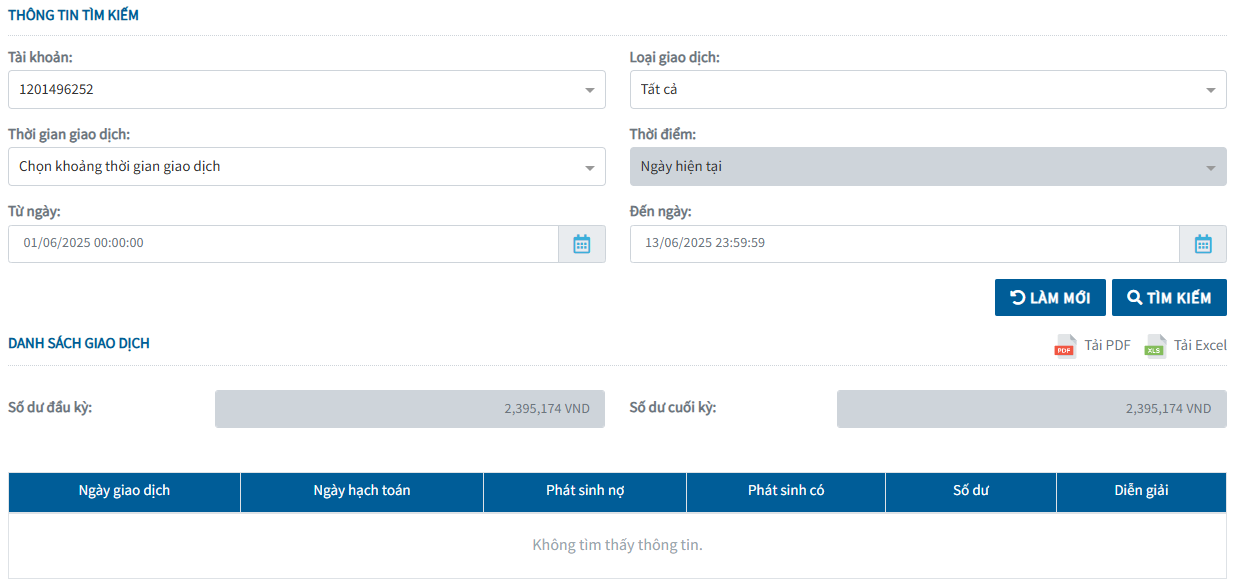 THÔNG TIN TÌM KIẾM
Tài khoản: Loại giao dịch:
1201496252 Tất cả
Thời gian giao dịch: Thời điểm:
Chọn khoảng thời gian giao dịch Ngày hiện tại
Từ ngày: Đến ngày:
01/06/2025 00:00:00 13/06/2025 23:59:59
LÀM MỚI TÌM KIẾM
DANH SÁCH GIAO DỊCH PDF Tải PDF XLS Tải Excel
Số dư đầu kỳ: 2,395,174 VND Số dư cuối kỳ: 2,395,174 VND
Ngày giao dịch Ngày hạch toán Phát sinh nợ Phát sinh có Số dư Diễn giải
Không tìm thấy thông tin.